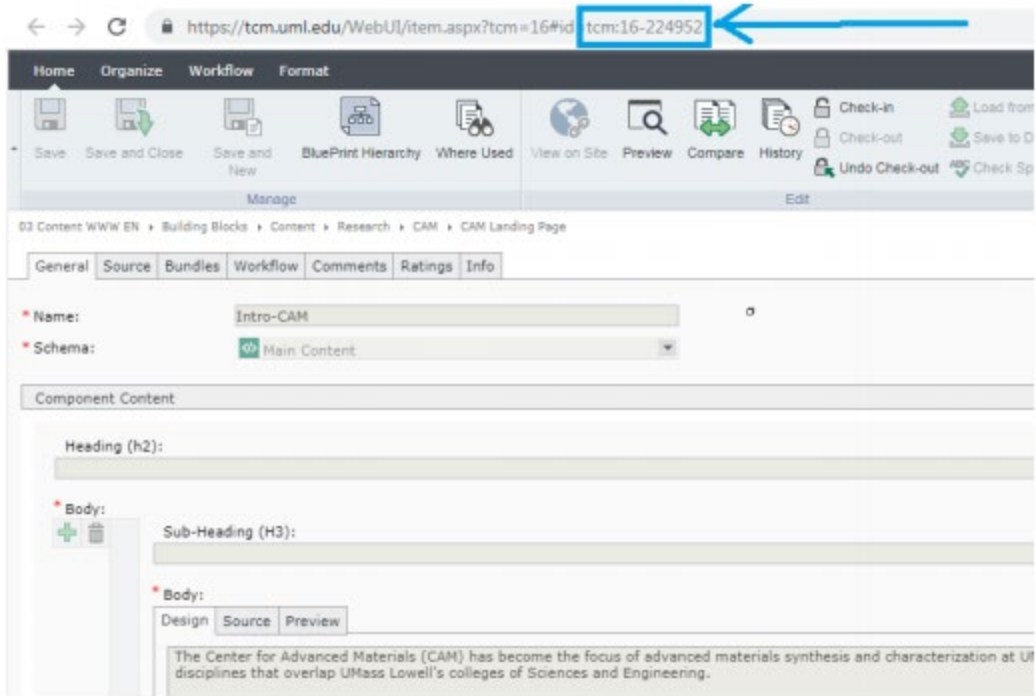 https://tcm.uml.edu/WebUI/item.aspx?tcm=16#id tcm:16-224952
Home Organize Workflow Format
Save Save and Close Save and New BluePrint Hierarchy Where Used View on Site Preview Compare History Check-in Load from
Check-out Save to D
Undo Check-out Check Sp
Manage Edit
03 Content WWW EN Building Blocks Content Research CAM CAM Landing Page
General Source Bundles Workflow Comments Ratings Info
* Name: Intro-CAM
* Schema: Main Content
Component Content
Heading (h2):
* Body:
Sub-Heading (H3):
* Body:
Design Source Preview
The Center for Advanced Materials (CAM) has become the focus of advanced materials synthesis and characterization at UM
disciplines that overlap UMass Lowell's colleges of Sciences and Engineering.